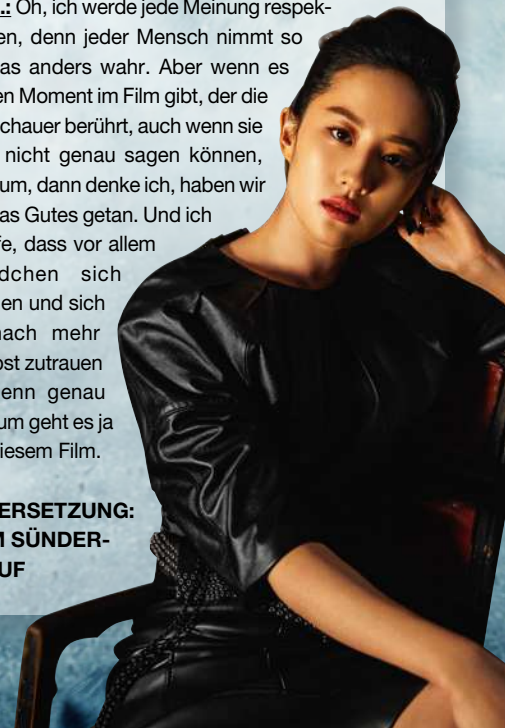 .: Oh, ich werde jede Meinung respek-
en, denn jeder Mensch nimmt so
as anders wahr. Aber wenn es
en Moment im Film gibt, der die
schauer berührt, auch wenn sie
nicht genau sagen können,
um, dann denke ich, haben wir
as Gutes getan. Und ich
fe, dass vor allem
dchen sich
en und sich
nach mehr
bst zutrauen
enn genau
um geht es ja
diesem Film.
ERSETZUNG:
M SÜNDER-
UF